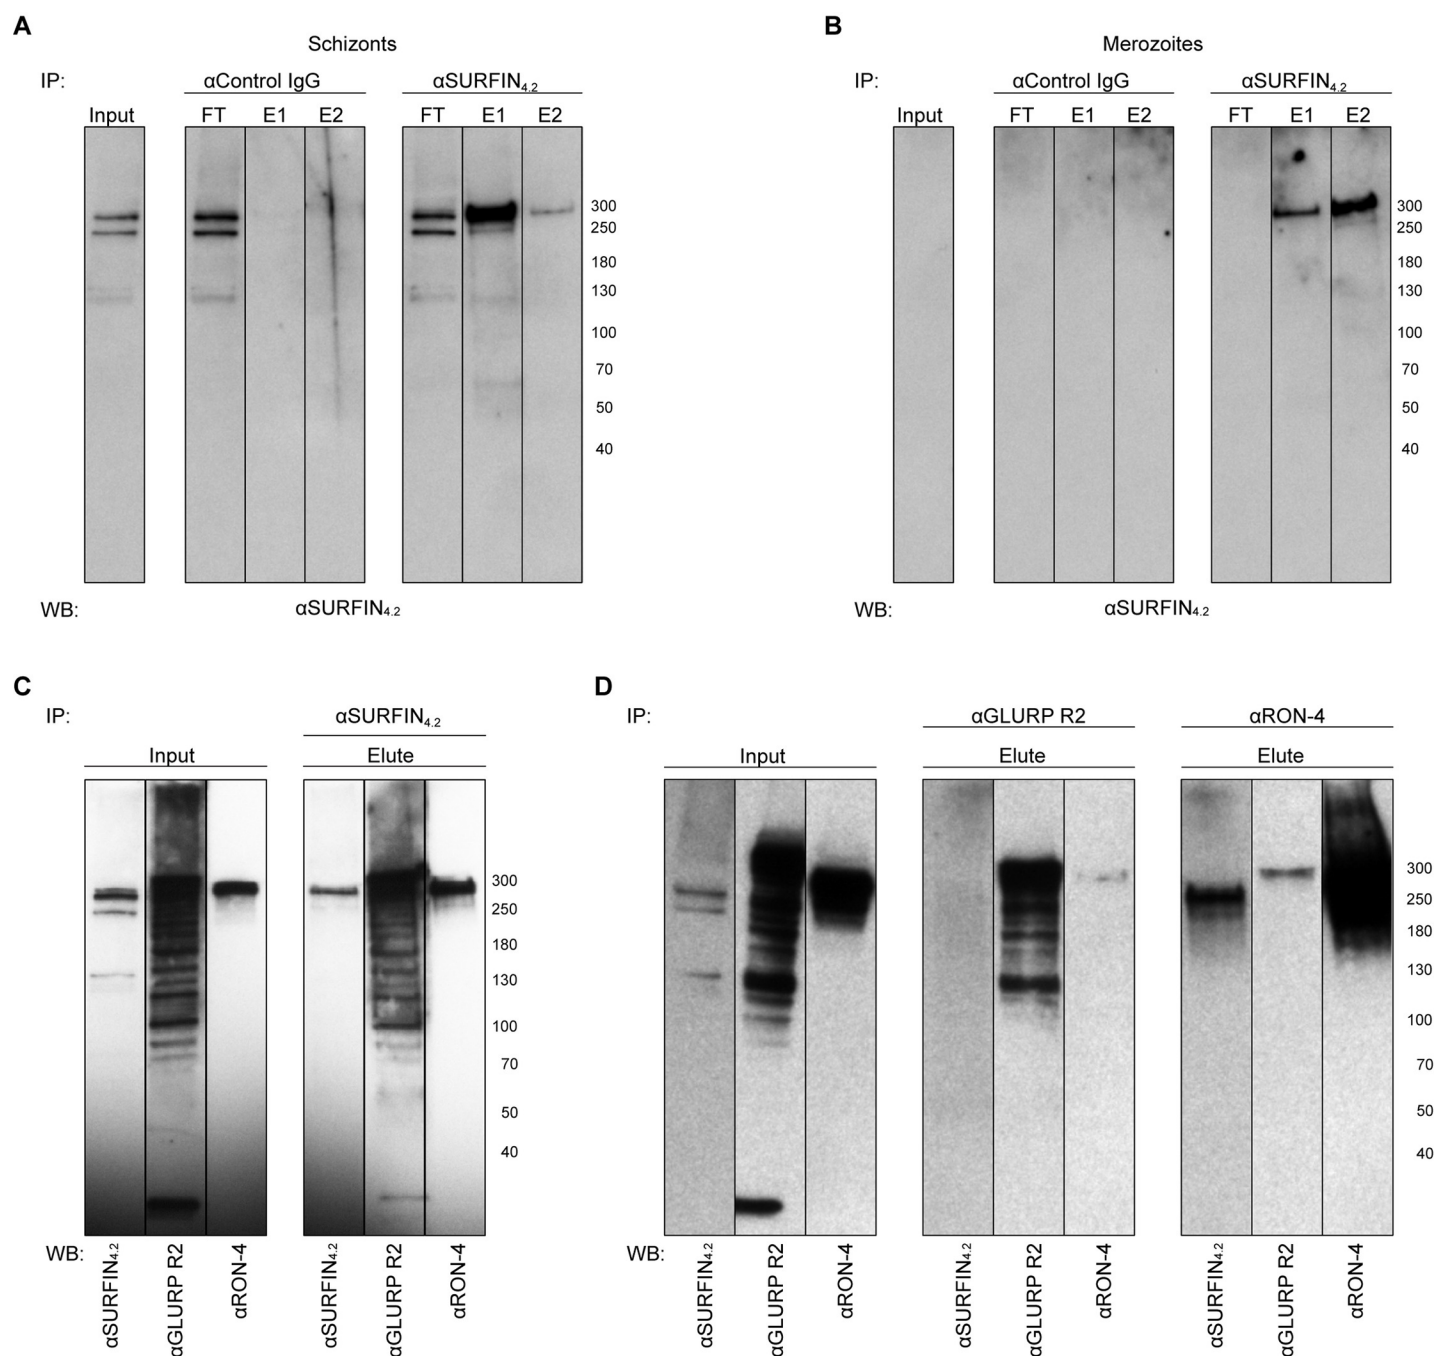 A
Schizonts
IP:
αControl IgG
αSURFIN4.2
Input
FT
E1
E2
FT
E1
E2
300
250
180
130
100
70
50
40
WB:
αSURFIN4.2
B
Merozoites
IP:
αControl IgG
αSURFIN4.2
Input
FT
E1
E2
FT
E1
E2
300
250
180
130
100
70
50
40
WB:
αSURFIN4.2
C
IP:
αSURFIN4.2
Input
Elute
300
250
180
130
100
70
50
40
WB:
αSURFIN4.2
αGLURP R2
αRON-4
αSURFIN4.2
αGLURP R2
αRON-4
D
IP:
αGLURP R2
αRON-4
Input
Elute
Elute
300
250
180
130
100
70
50
40
WB:
αSURFIN4.2
αGLURP R2
αRON-4
αSURFIN4.2
αGLURP R2
αRON-4
αSURFIN4.2
αGLURP R2
αRON-4